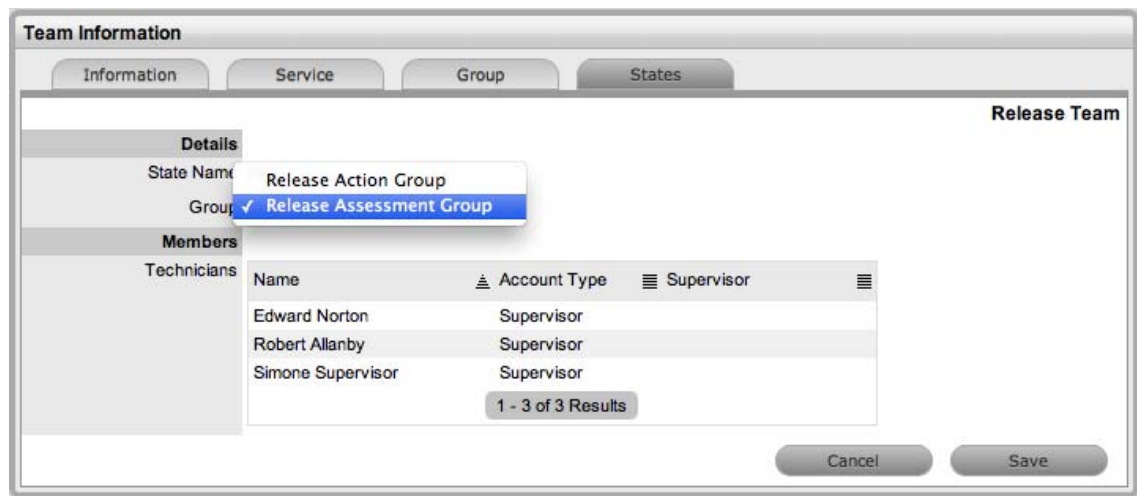 Team Information
Information Service Group States
Release Team
Details
State Name
Release Action Group
Group ✓ Release Assessment Group
Members
Technicians
Name Account Type Supervisor
Edward Norton Supervisor
Robert Allanby Supervisor
Simone Supervisor Supervisor
1 - 3 of 3 Results
Cancel Save